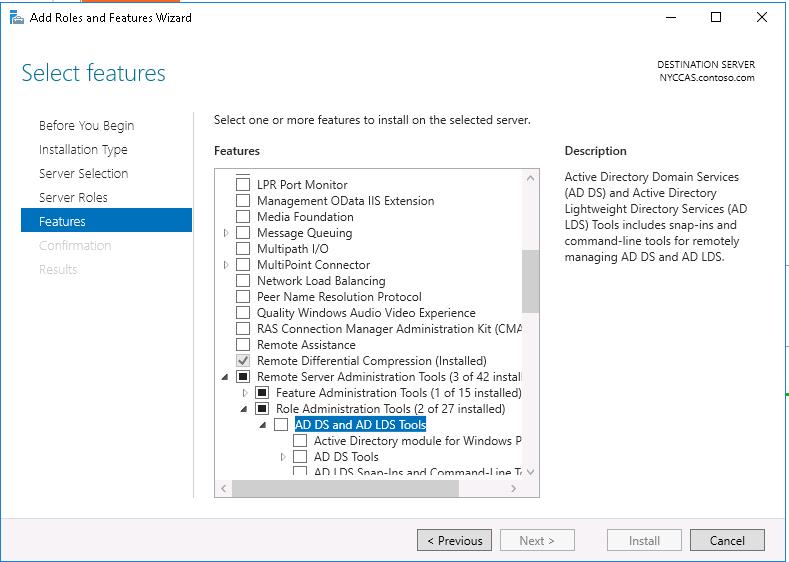 Add Roles and Features Wizard
Select features
DESTINATION SERVER
NYCCAS.contoso.com
Before You Begin
Installation Type
Server Selection
Server Roles
Features
Confirmation
Results
Select one or more features to install on the selected server.
Features
LPR Port Monitor
Management OData IIS Extension
Media Foundation
Message Queuing
Multipath I/O
MultiPoint Connector
Network Load Balancing
Peer Name Resolution Protocol
Quality Windows Audio Video Experience
RAS Connection Manager Administration Kit (CMA
Remote Assistance
Remote Differential Compression (Installed)
Remote Server Administration Tools (3 of 42 instal
Feature Administration Tools (1 of 15 installed)
Role Administration Tools (2 of 27 installed)
AD DS and AD LDS Tools
Active Directory module for Windows P
AD DS Tools
AD LDS Snap-Ins and Command-Line T
Description
Active Directory Domain Services
(AD DS) and Active Directory
Lightweight Directory Services (AD
LDS) Tools includes snap-ins and
command-line tools for remotely
managing AD DS and AD LDS.
< Previous
Next >
Install
Cancel